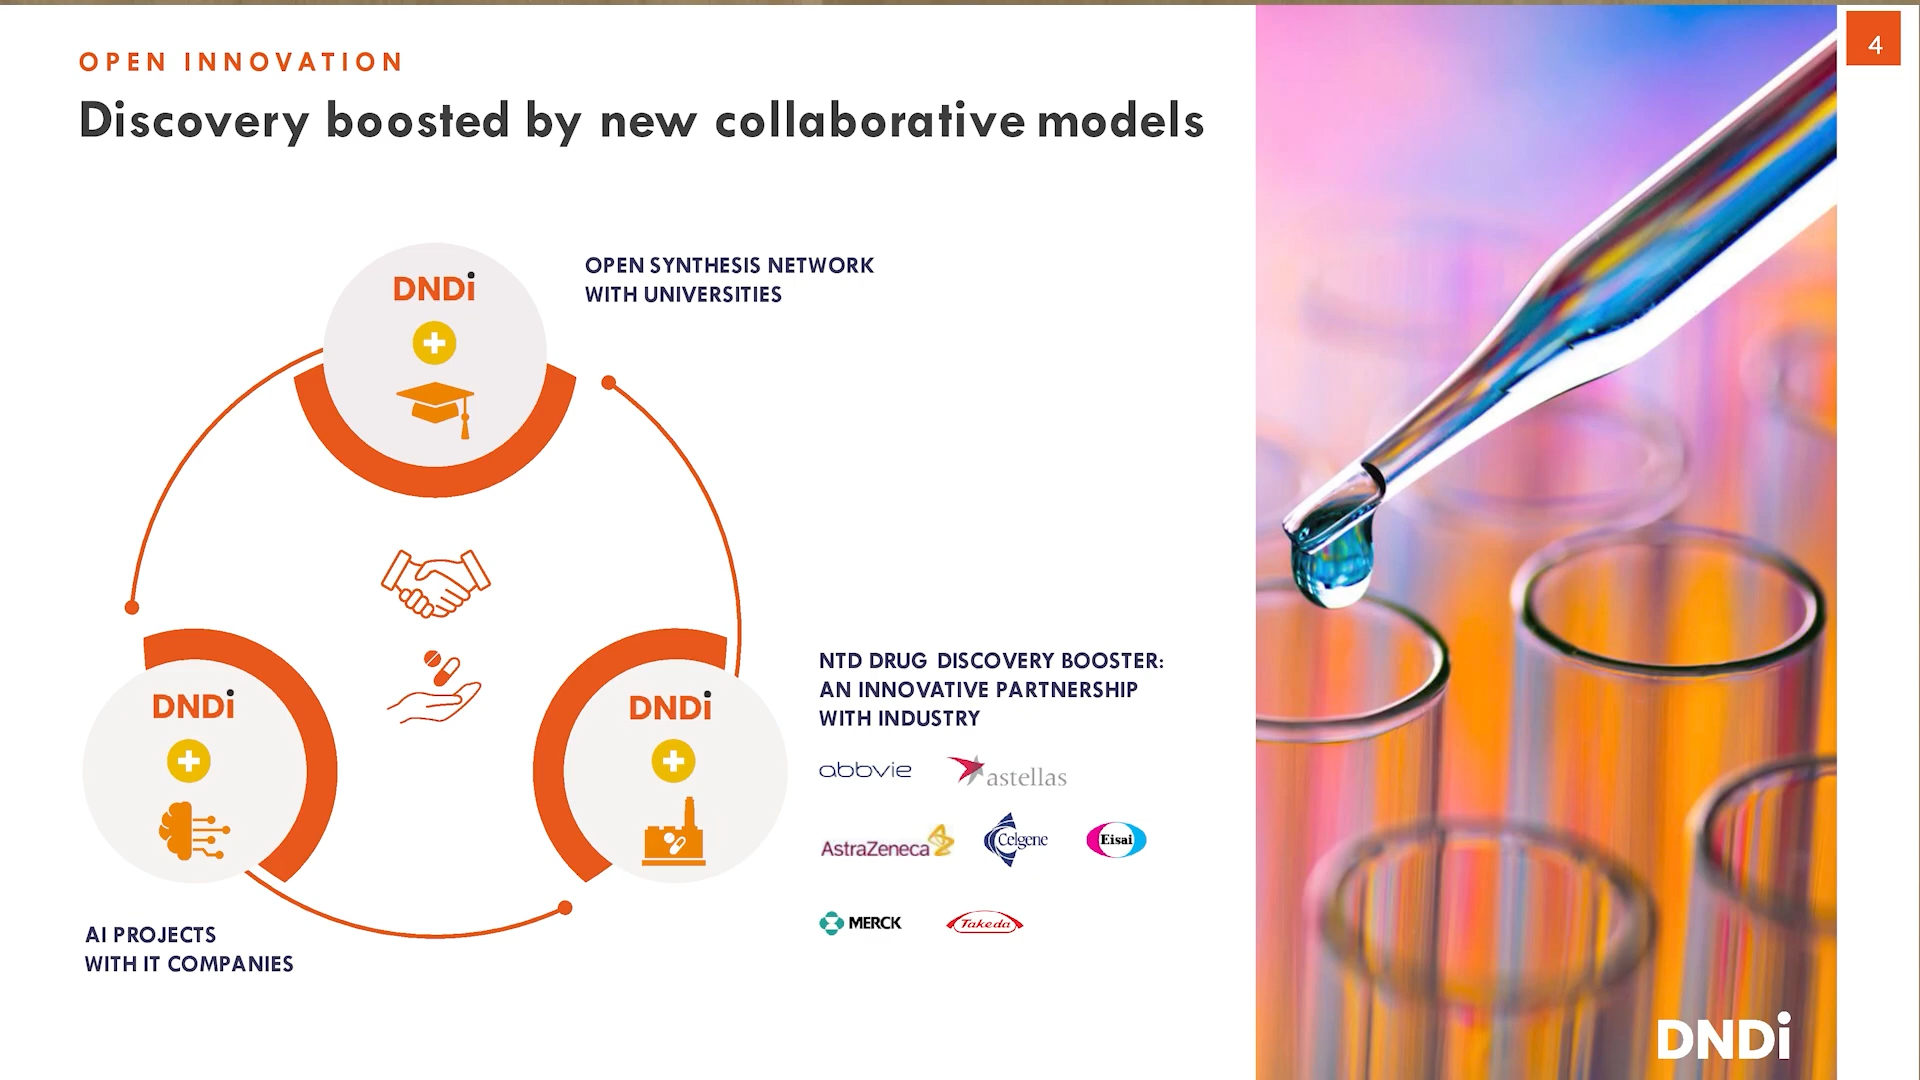 OPEN INNOVATION
Discovery boosted by new collaborative models
4
DNDi
OPEN SYNTHESIS NETWORK
WITH UNIVERSITIES
DNDi
AI PROJECTS
WITH IT COMPANIES
DNDi
NTD DRUG DISCOVERY BOOSTER:
AN INNOVATIVE PARTNERSHIP
WITH INDUSTRY
abbvie
astellas
AstraZeneca
Celgene
Eisai
MERCK
Takeda
DNDi